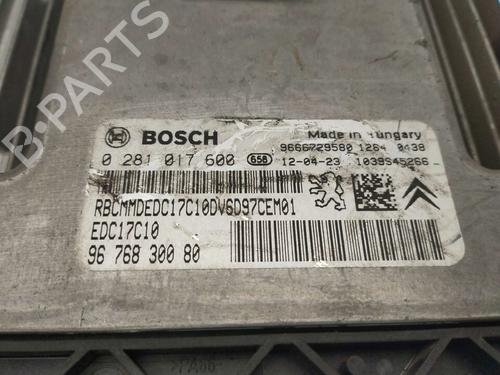 BOSCH
Made in Hungary
0 281 017 600 658
9666729580 1264 0438
12-04-23 1039S45266
RBCMMDEDC17C10DV6D97CEM01
EDC17C10
96 768 300 80
B-PARTS